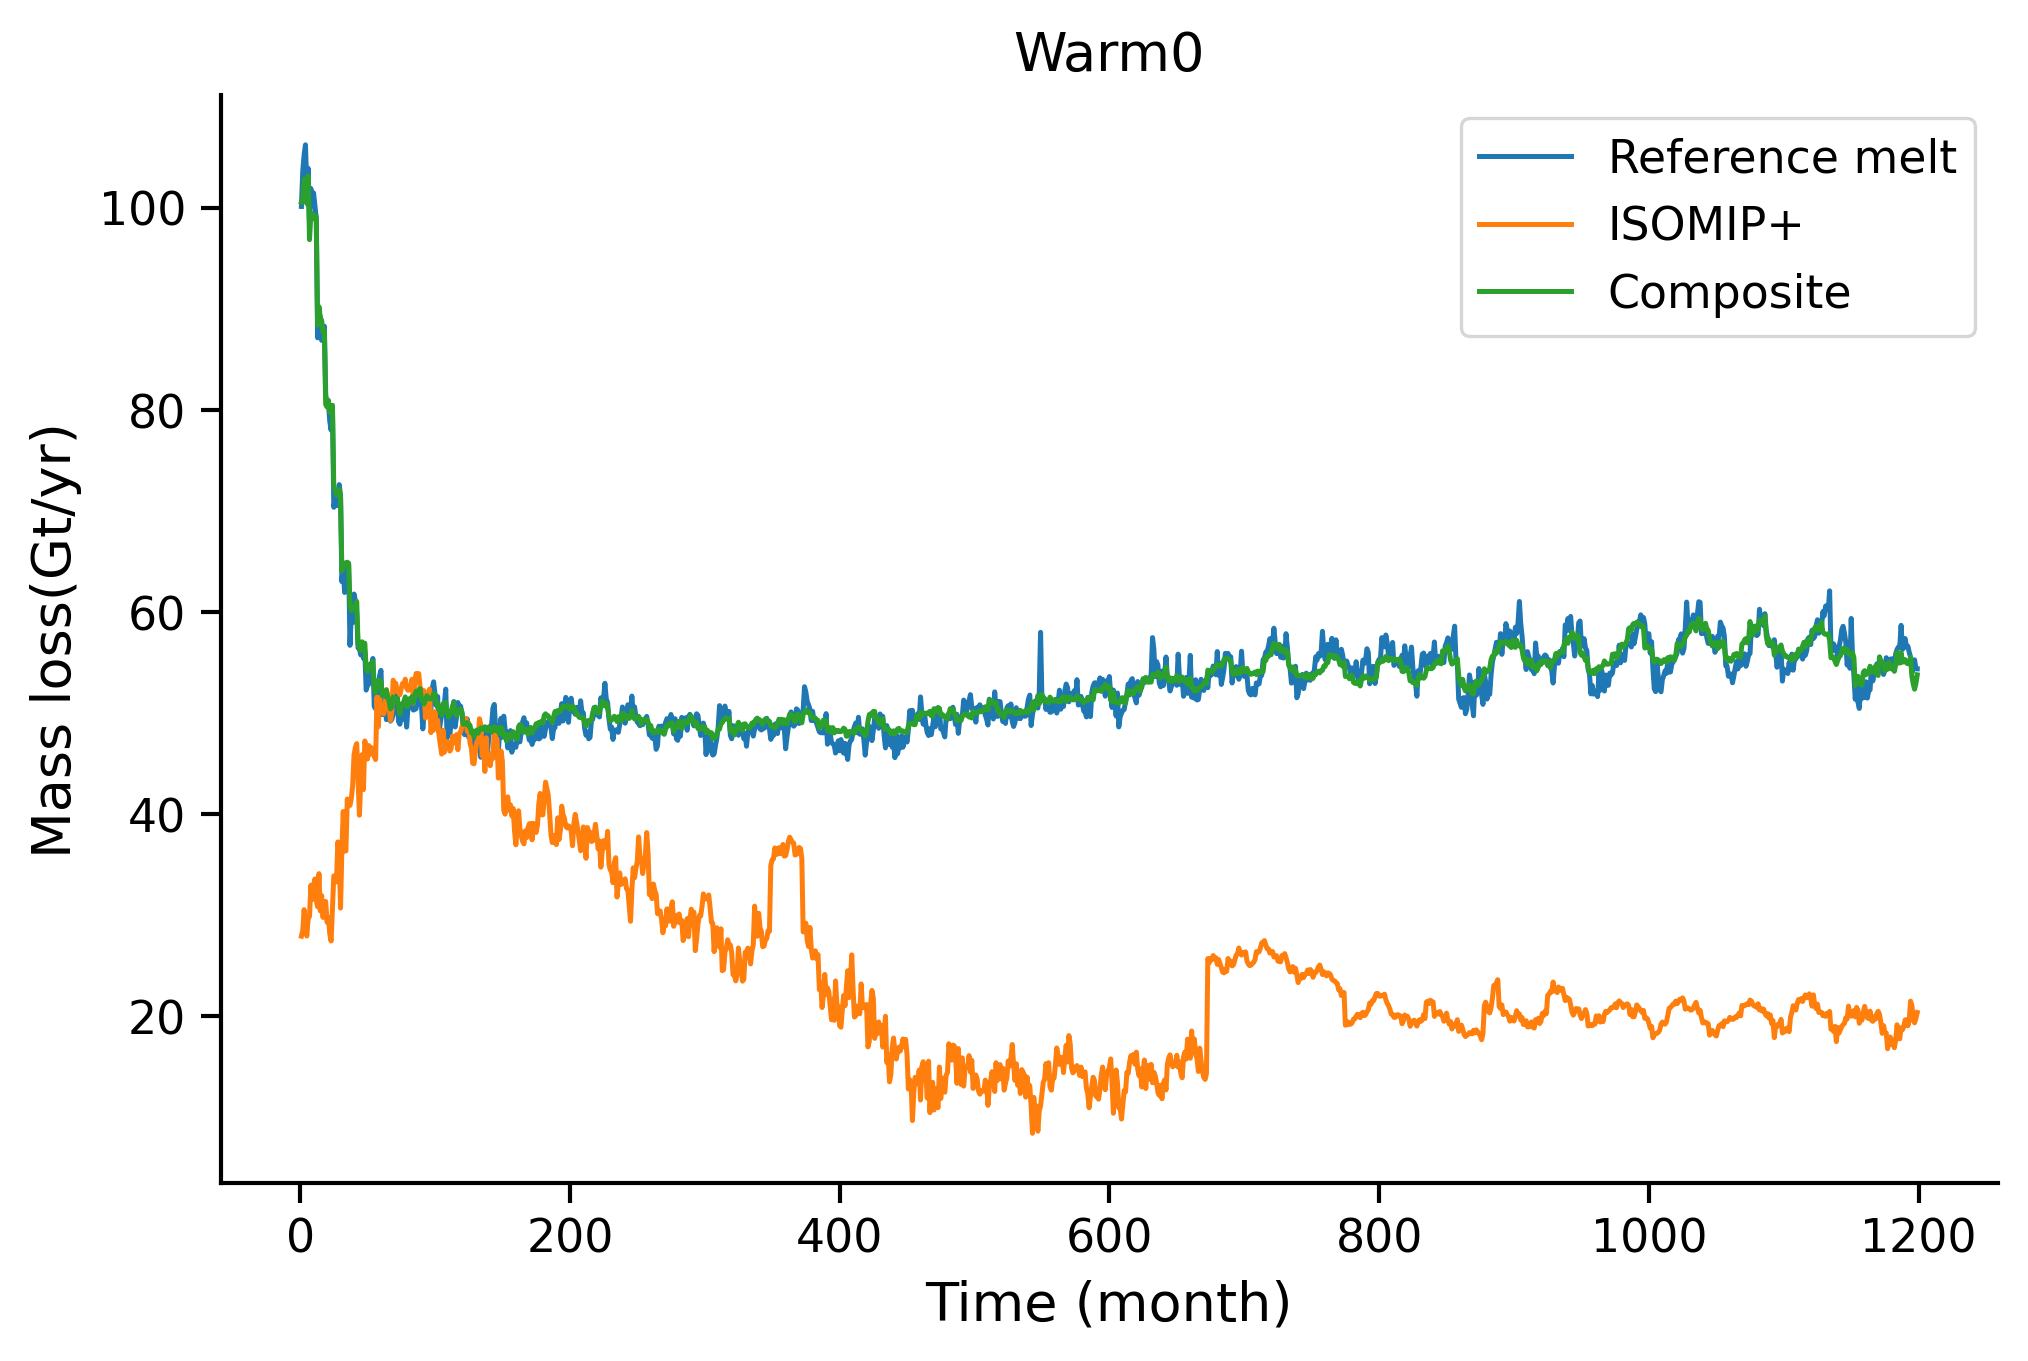 Warm0
Reference melt
ISOMIP+
Composite
100
80
60
40
20
Mass loss(Gt/yr)
0 200 400 600 800 1000 1200
Time (month)